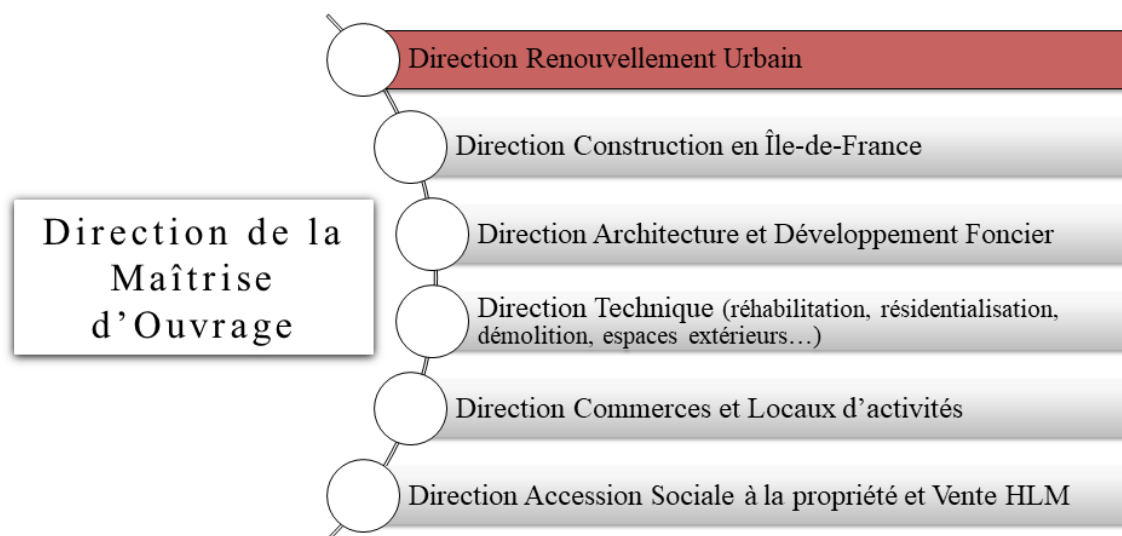 Direction Renouvellement Urbain
Direction Construction en Île-de-France
Direction de la
Maîtrise
d’Ouvrage
Direction Architecture et Développement Foncier
Direction Technique (réhabilitation, résidentialisation,
démolition, espaces extérieurs…)
Direction Commerces et Locaux d’activités
Direction Accession Sociale à la propriété et Vente HLM